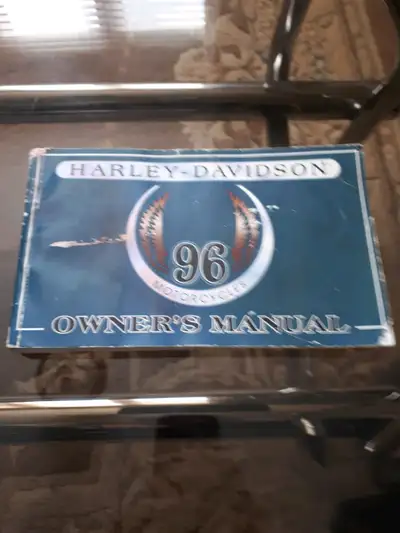 HARLEY-DAVIDSON
96
MOTORCYCLES
OWNER'S MANUAL